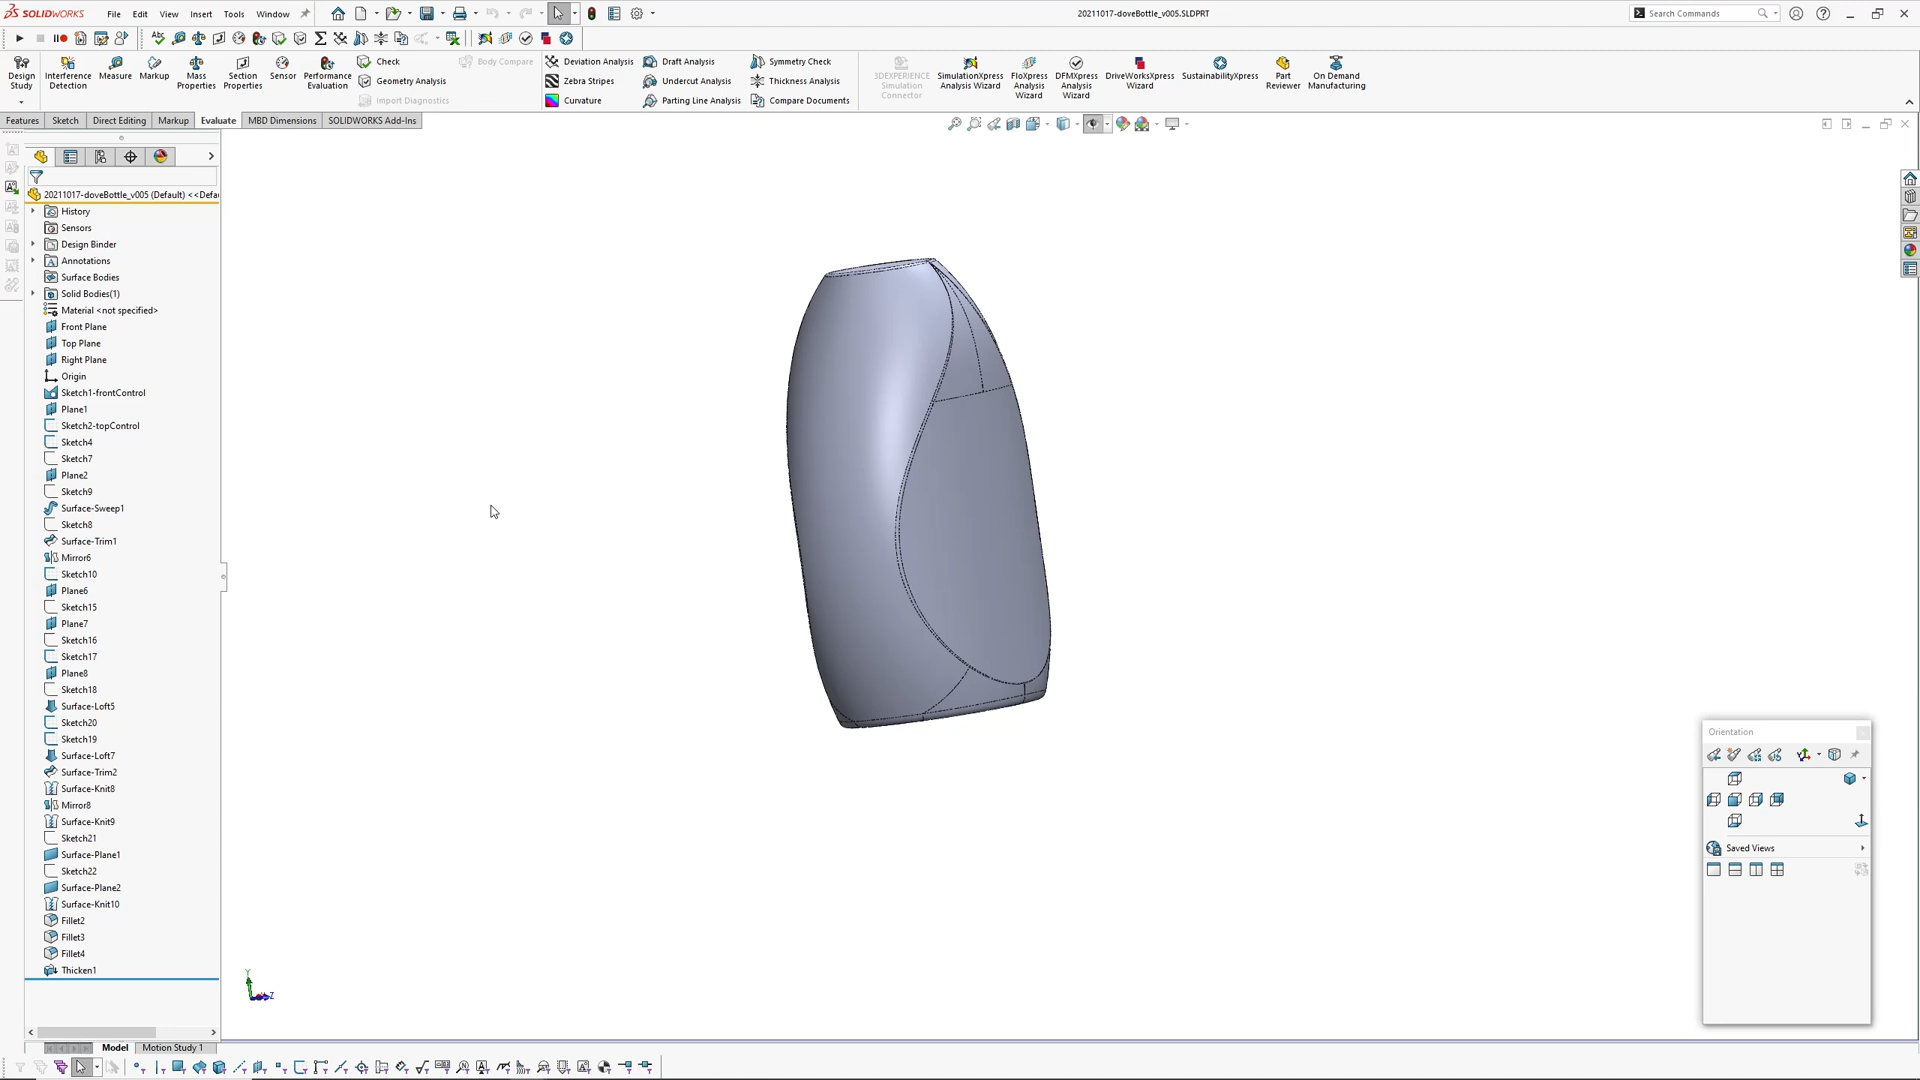 SOLIDWORKS File Edit View Insert Tools Window 20211017-doveBottle_v005.SLDPRT Search Commands
Design Study Interference Detection Measure Markup Mass Properties Section Properties Sensor Performance Evaluation Check Body Compare Deviation Analysis Draft Analysis Symmetry Check 3DEXPERIENCE Simulation Connector SimulationXpress Analysis Wizard FloXpress Analysis Wizard DFMXpress Analysis Wizard DriveWorksXpress Wizard SustainabilityXpress Part Reviewer On Demand Manufacturing
Geometry Analysis Zebra Stripes Undercut Analysis Thickness Analysis
Import Diagnostics Curvature Parting Line Analysis Compare Documents
Features Sketch Direct Editing Markup Evaluate MBD Dimensions SOLIDWORKS Add-Ins
20211017-doveBottle_v005 (Default) <<Defau
History
Sensors
Design Binder
Annotations
Surface Bodies
Solid Bodies(1)
Material <not specified>
Front Plane
Top Plane
Right Plane
Origin
Sketch1-frontControl
Plane1
Sketch2-topControl
Sketch4
Sketch7
Plane2
Sketch9
Surface-Sweep1
Sketch8
Surface-Trim1
Mirror6
Sketch10
Plane6
Sketch15
Plane7
Sketch16
Sketch17
Plane8
Sketch18
Surface-Loft5
Sketch20
Sketch19
Surface-Loft7
Surface-Trim2
Surface-Knit8
Mirror8
Surface-Knit9
Sketch21
Surface-Plane1
Sketch22
Surface-Plane2
Surface-Knit10
Fillet2
Fillet3
Fillet4
Thicken1
Orientation
Saved Views
Y
Z
Model Motion Study 1